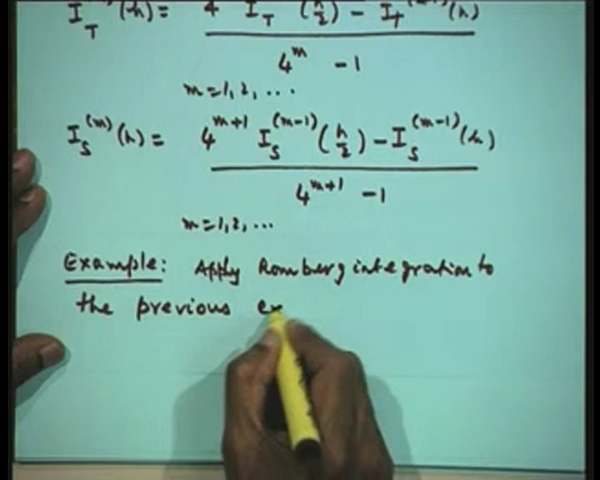 I_T^(m)(h) = 4^m I_T^(m-1)(h/2) - I_T^(m-1)(h)
4^m - 1
m=1,2,...
I_S^(m)(h) = 4^(m+1) I_S^(m-1)(h/2) - I_S^(m-1)(h)
4^(m+1) - 1
m=1,2,...
Example: Apply Romberg integration to
the previous ex